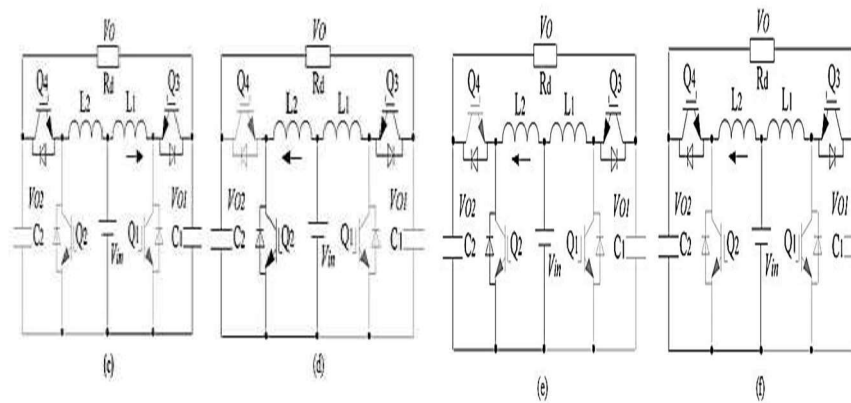 VO
Rd
Q4
Q3
L2
L1
VO2
VO1
C2
Q2
Vin
Q1
C1
(c)
VO
Rd
Q4
Q3
L2
L1
VO2
VO1
C2
Q2
Vin
Q1
C1
(d)
VO
Rd
Q4
Q3
L2
L1
VO2
VO1
C2
Q2
Vin
Q1
C1
(e)
VO
Rd
Q4
Q3
L2
L1
VO2
VO1
C2
Q2
Vin
Q1
C1
(f)